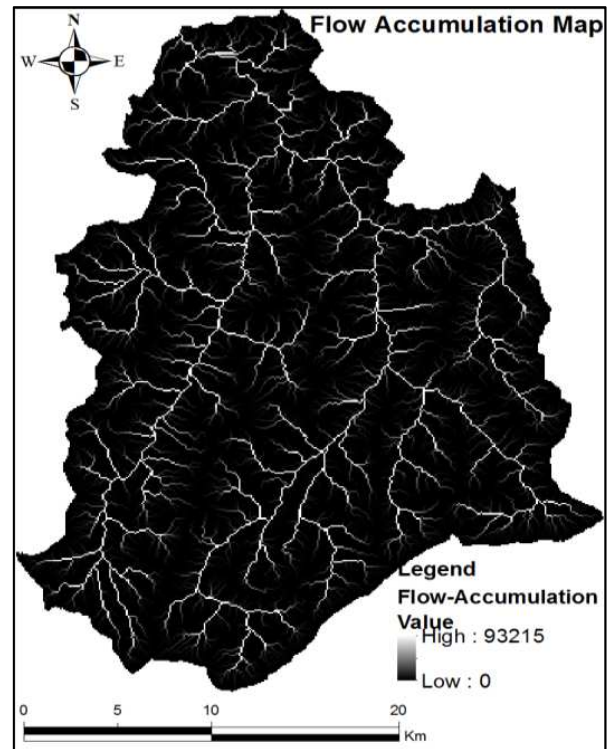 Flow Accumulation Map
N
W E
S
Legend
Flow-Accumulation
Value
High : 93215
Low : 0
0 5 10 20
Km